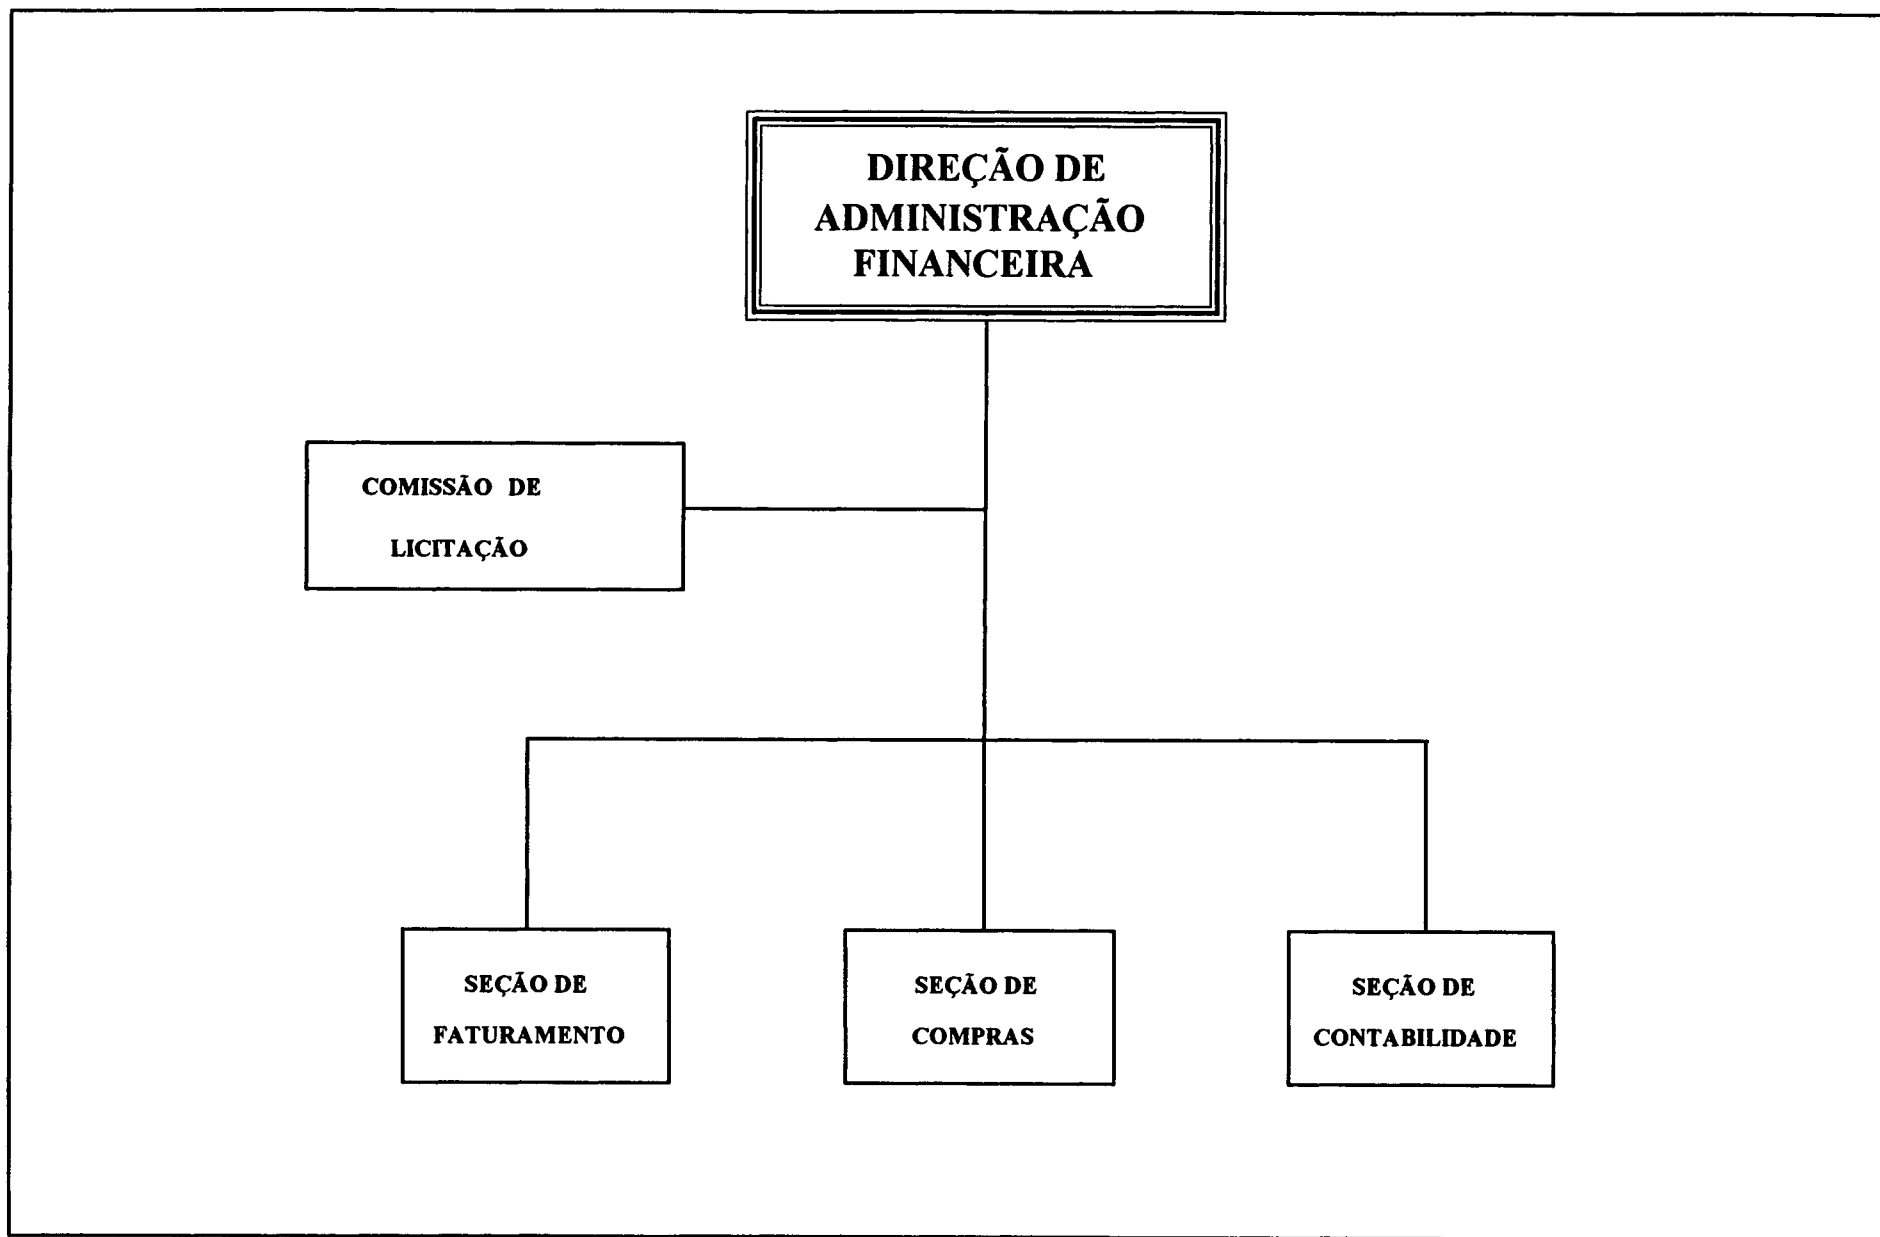 DIREÇÃO DE
ADMINISTRAÇÃO
FINANCEIRA
COMISSÃO DE
LICITAÇÃO
SEÇÃO DE
FATURAMENTO
SEÇÃO DE
COMPRAS
SEÇÃO DE
CONTABILIDADE